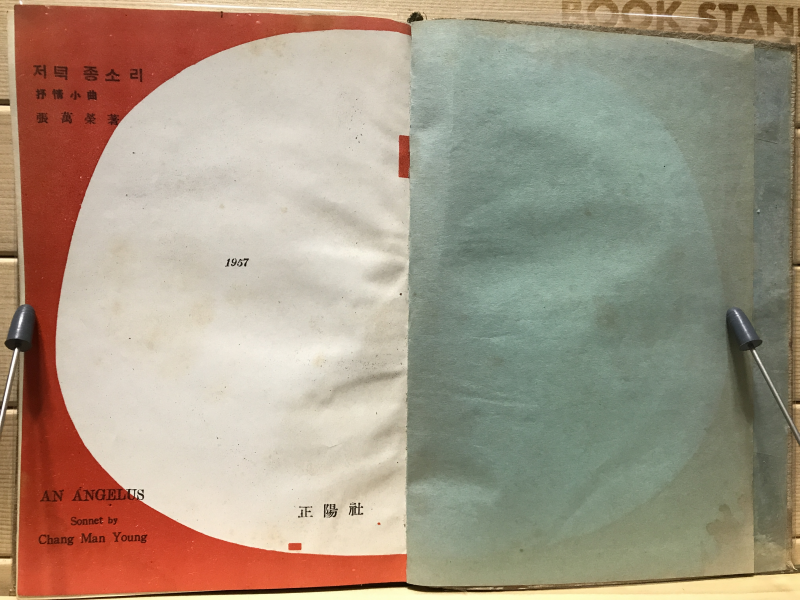 BOOK STAN
저녁 종소리
抒情小曲
張萬榮著
1957
AN ANGELUS
Sonnet by
Chang Man Young
正陽社